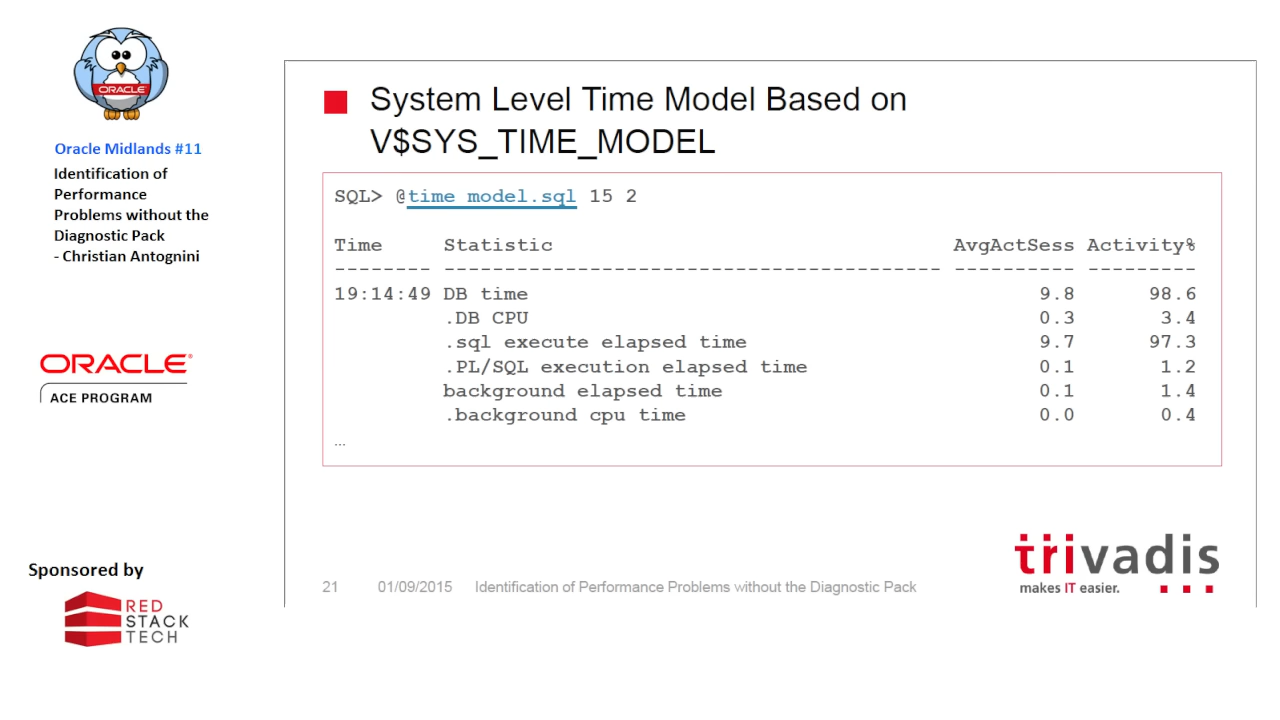 ORACLE
Oracle Midlands #11
Identification of
Performance
Problems without the
Diagnostic Pack
- Christian Antognini
ORACLE®
ACE PROGRAM
Sponsored by
RED
STACK
TECH
System Level Time Model Based on
V$SYS_TIME_MODEL
SQL> @time_model.sql 15 2
Time     Statistic                                 AvgActSess Activity%
-------- ----------------------------------------- ---------- ---------
19:14:49 DB time                                          9.8      98.6
         .DB CPU                                          0.3       3.4
         .sql execute elapsed time                        9.7      97.3
         .PL/SQL execution elapsed time                   0.1       1.2
         background elapsed time                          0.1       1.4
         .background cpu time                             0.0       0.4
…
trivadis
makes IT easier.
21 01/09/2015 Identification of Performance Problems without the Diagnostic Pack